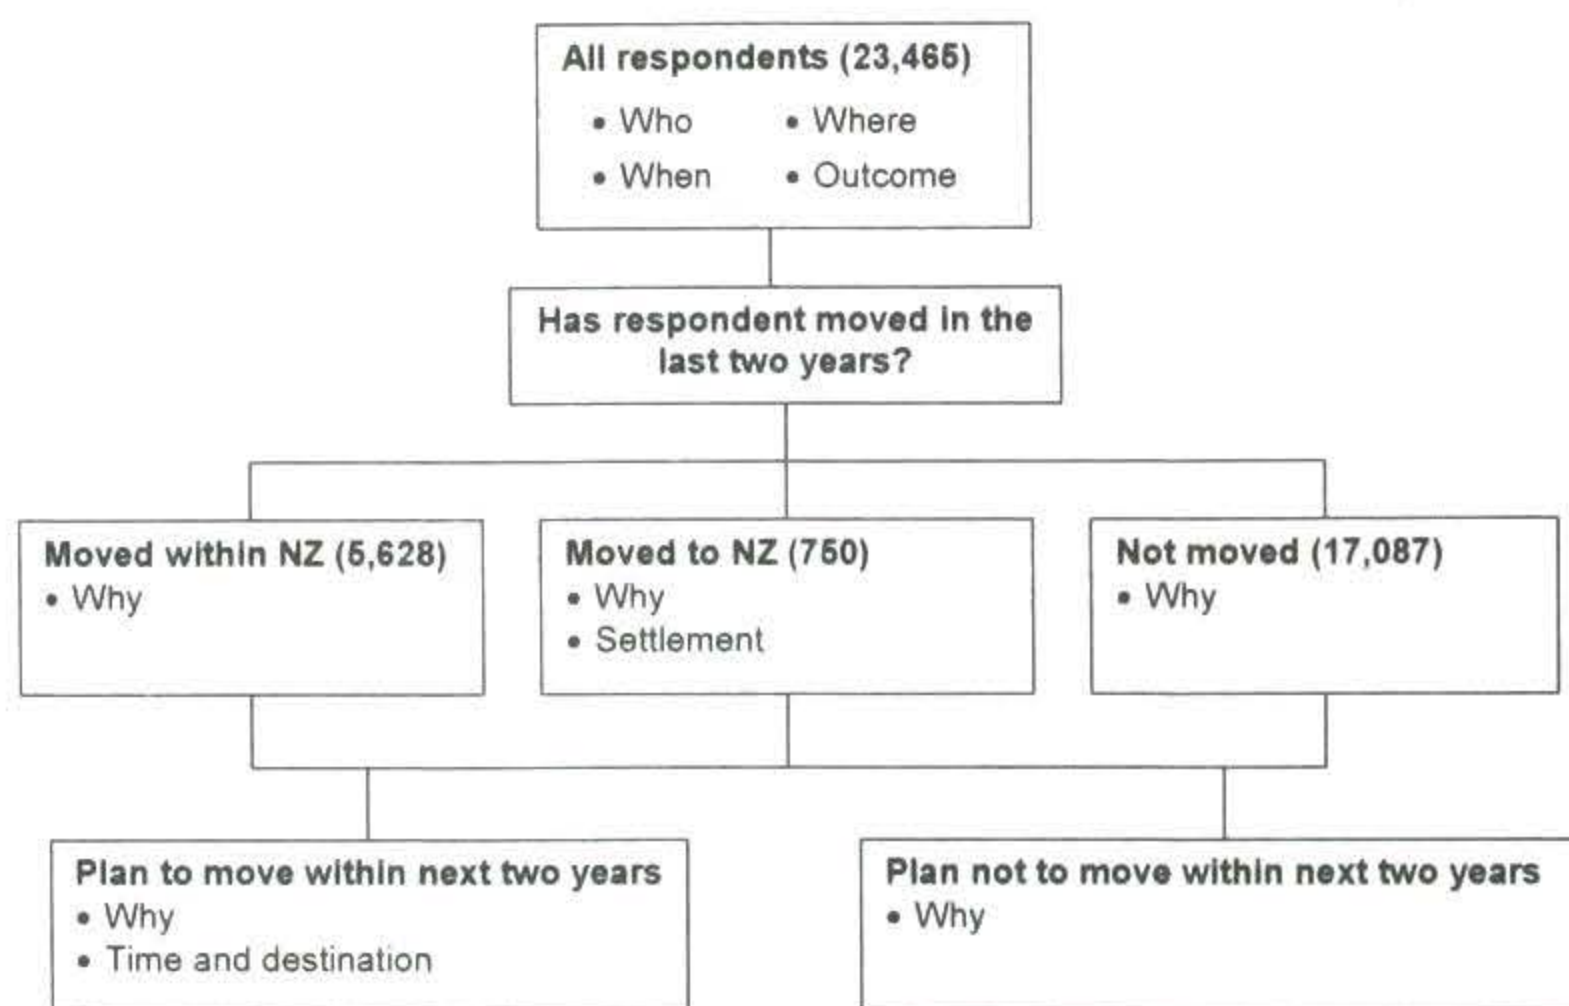 All respondents (23,465)
• Who • Where
• When • Outcome
Has respondent moved in the
last two years?
Moved within NZ (5,628)
• Why
Moved to NZ (750)
• Why
• Settlement
Not moved (17,087)
• Why
Plan to move within next two years
• Why
• Time and destination
Plan not to move within next two years
• Why